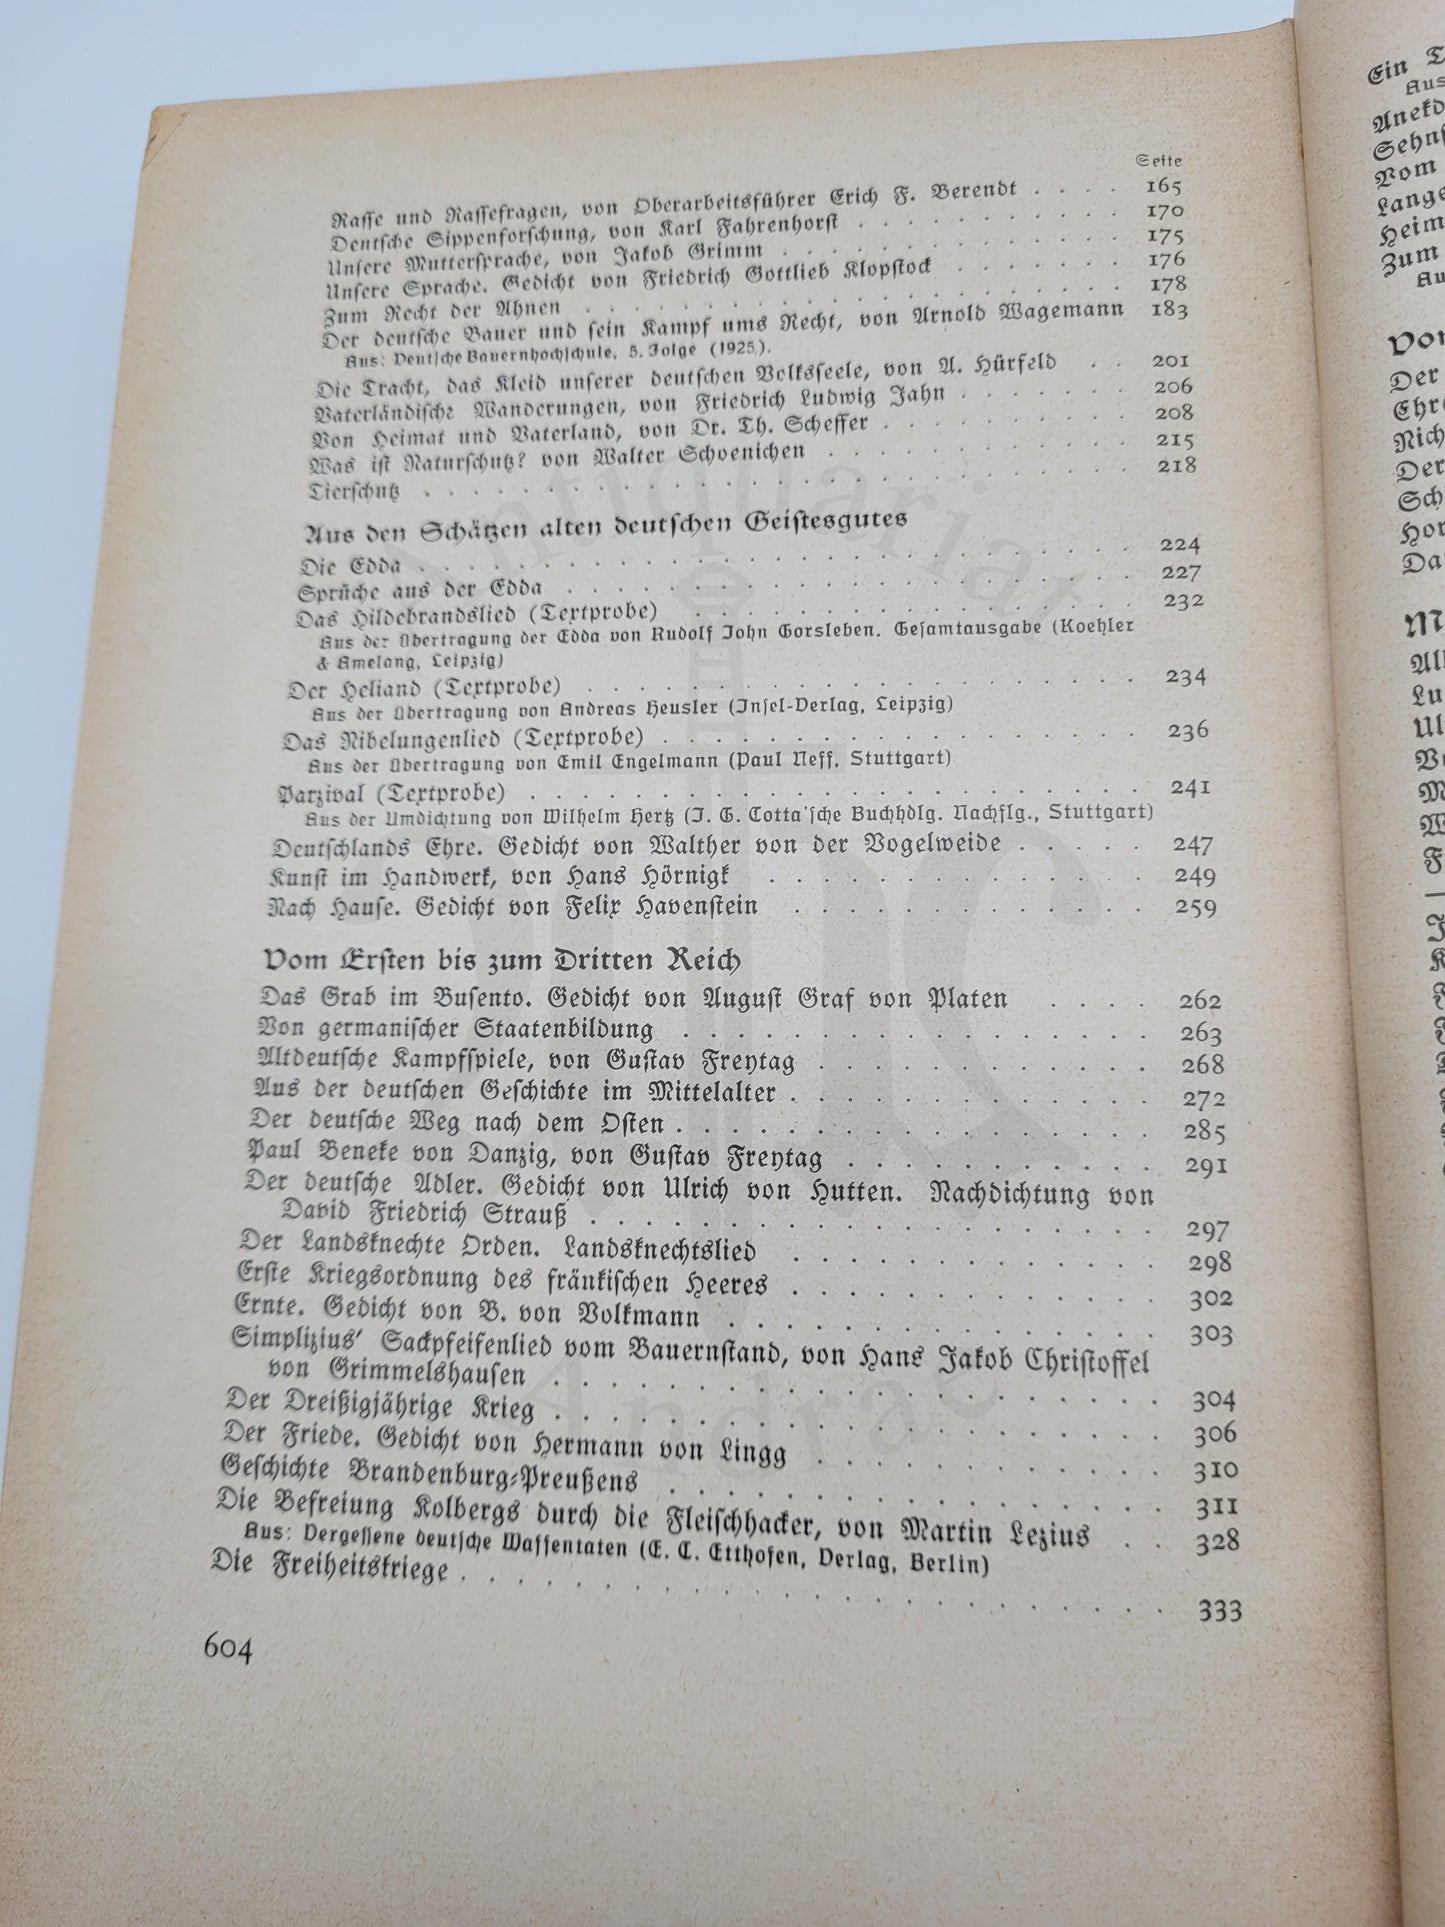 Seite
Rasse und Rassefragen, von Oberarbeitsführer Erich F. Berendt . . . . 165
Deutsche Sippenforschung, von Karl Fahrenhorst . . . . . . . . . . 170
Unsere Muttersprache, von Jakob Grimm . . . . . . . . . . . . 175
Unsere Sprache. Gedicht von Friedrich Gottlieb Klopstock . . . . . . . 176
Zum Recht der Ahnen . . . . . . . . . . . . . . . . . . . 178
Der deutsche Bauer und sein Kampf ums Recht, von Arnold Wagemann 183
Aus: Deutsche Bauernhochschule, 5. Folge (1925).
Die Tracht, das Kleid unserer deutschen Volksseele, von A. Hürfeld . . 201
Vaterländische Wanderungen, von Friedrich Ludwig Jahn . . . . . . . 206
Von Heimat und Vaterland, von Dr. Th. Scheffer . . . . . . . . . 208
Was ist Naturschutz? von Walter Schoenichen . . . . . . . . . . . 215
Tierschutz . . . . . . . . . . . . . . . . . . . . . . . . . 218
Aus den Schätzen alten deutschen Geistesgutes
Die Edda . . . . . . . . . . . . . . . . . . . . . . . . . 224
Sprüche aus der Edda . . . . . . . . . . . . . . . . . . . . 227
Das Hildebrandslied (Textprobe) . . . . . . . . . . . . . . . . 232
Aus der Übertragung der Edda von Rudolf John Gorsleben. Gesamtausgabe (Koehler
& Amelang, Leipzig)
Der Heliand (Textprobe) . . . . . . . . . . . . . . . . . . . . 234
Aus der Übertragung von Andreas Heusler (Insel-Verlag, Leipzig)
Das Nibelungenlied (Textprobe) . . . . . . . . . . . . . . . . . 236
Aus der Übertragung von Emil Engelmann (Paul Neff, Stuttgart)
Parzival (Textprobe) . . . . . . . . . . . . . . . . . . . . . 241
Aus der Umdichtung von Wilhelm Hertz (J. G. Cotta'sche Buchhdlg. Nachflg., Stuttgart)
Deutschlands Ehre. Gedicht von Walther von der Vogelweide . . . . . 247
Kunst im Handwerk, von Hans Hörnigk . . . . . . . . . . . . . 249
Nach Hause. Gedicht von Felix Havenstein . . . . . . . . . . . . 259
Vom Ersten bis zum Dritten Reich
Das Grab im Busento. Gedicht von August Graf von Platen . . . . 262
Von germanischer Staatenbildung . . . . . . . . . . . . . . . . 263
Altdeutsche Kampfspiele, von Gustav Freytag . . . . . . . . . . . 268
Aus der deutschen Geschichte im Mittelalter . . . . . . . . . . . . 272
Der deutsche Weg nach dem Osten . . . . . . . . . . . . . . . . 285
Paul Beneke von Danzig, von Gustav Freytag . . . . . . . . . . . 291
Der deutsche Adler. Gedicht von Ulrich von Hutten. Nachdichtung von
David Friedrich Strauß . . . . . . . . . . . . . . . . . . . . 297
Der Landsknechte Orden. Landsknechtslied . . . . . . . . . . . . 298
Erste Kriegsordnung des fränkischen Heeres . . . . . . . . . . . . 302
Ernte. Gedicht von B. von Volkmann . . . . . . . . . . . . . . 303
Simplizius' Sackpfeifenlied vom Bauernstand, von Hans Jakob Christoffel
von Grimmelshausen . . . . . . . . . . . . . . . . . . . . . 304
Der Dreißigjährige Krieg . . . . . . . . . . . . . . . . . . . . 306
Der Friede. Gedicht von Hermann von Lingg . . . . . . . . . . . 310
Geschichte Brandenburg-Preußens . . . . . . . . . . . . . . . . 311
Die Befreiung Kolbergs durch die Fleischhacker, von Martin Lezius . . 328
Aus: Vergessene deutsche Waffentaten (E. C. Etthofen, Verlag, Berlin)
Die Freiheitskriege . . . . . . . . . . . . . . . . . . . . . . 333
604
Ein
Aus
Vom
Heim
Zum
Vom
Der
Der